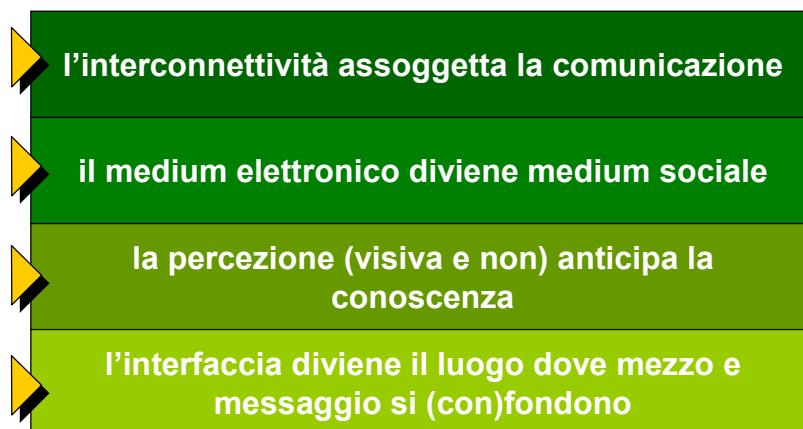 l’interconnettività assoggetta la comunicazione
il medium elettronico diviene medium sociale
la percezione (visiva e non) anticipa la
conoscenza
l’interfaccia diviene il luogo dove mezzo e
messaggio si (con)fondono